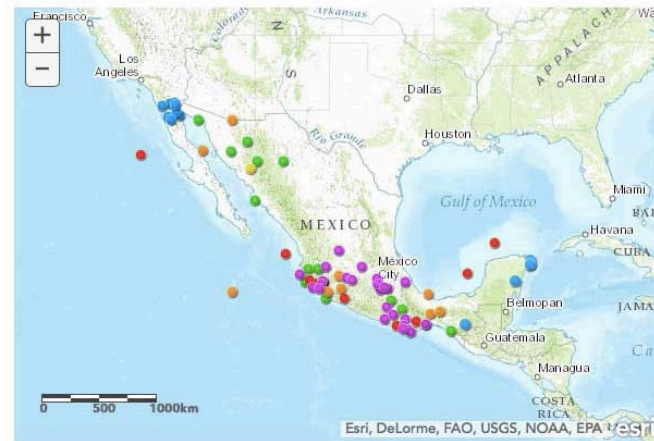 Francisco
Colorado
Arkansas
Wa
+
N
Los
Angeles
APPALACH
Atlanta
−
S
Dallas
Rio Grande
Houston
Miami
Gulf of Mexico
MEXICO
Havana
CUBA
México
City
Belmopan
JAMA
Guatemala
Managua
COSTA
RICA
0 500 1000km
Esri, DeLorme, FAO, USGS, NOAA, EPA
esri